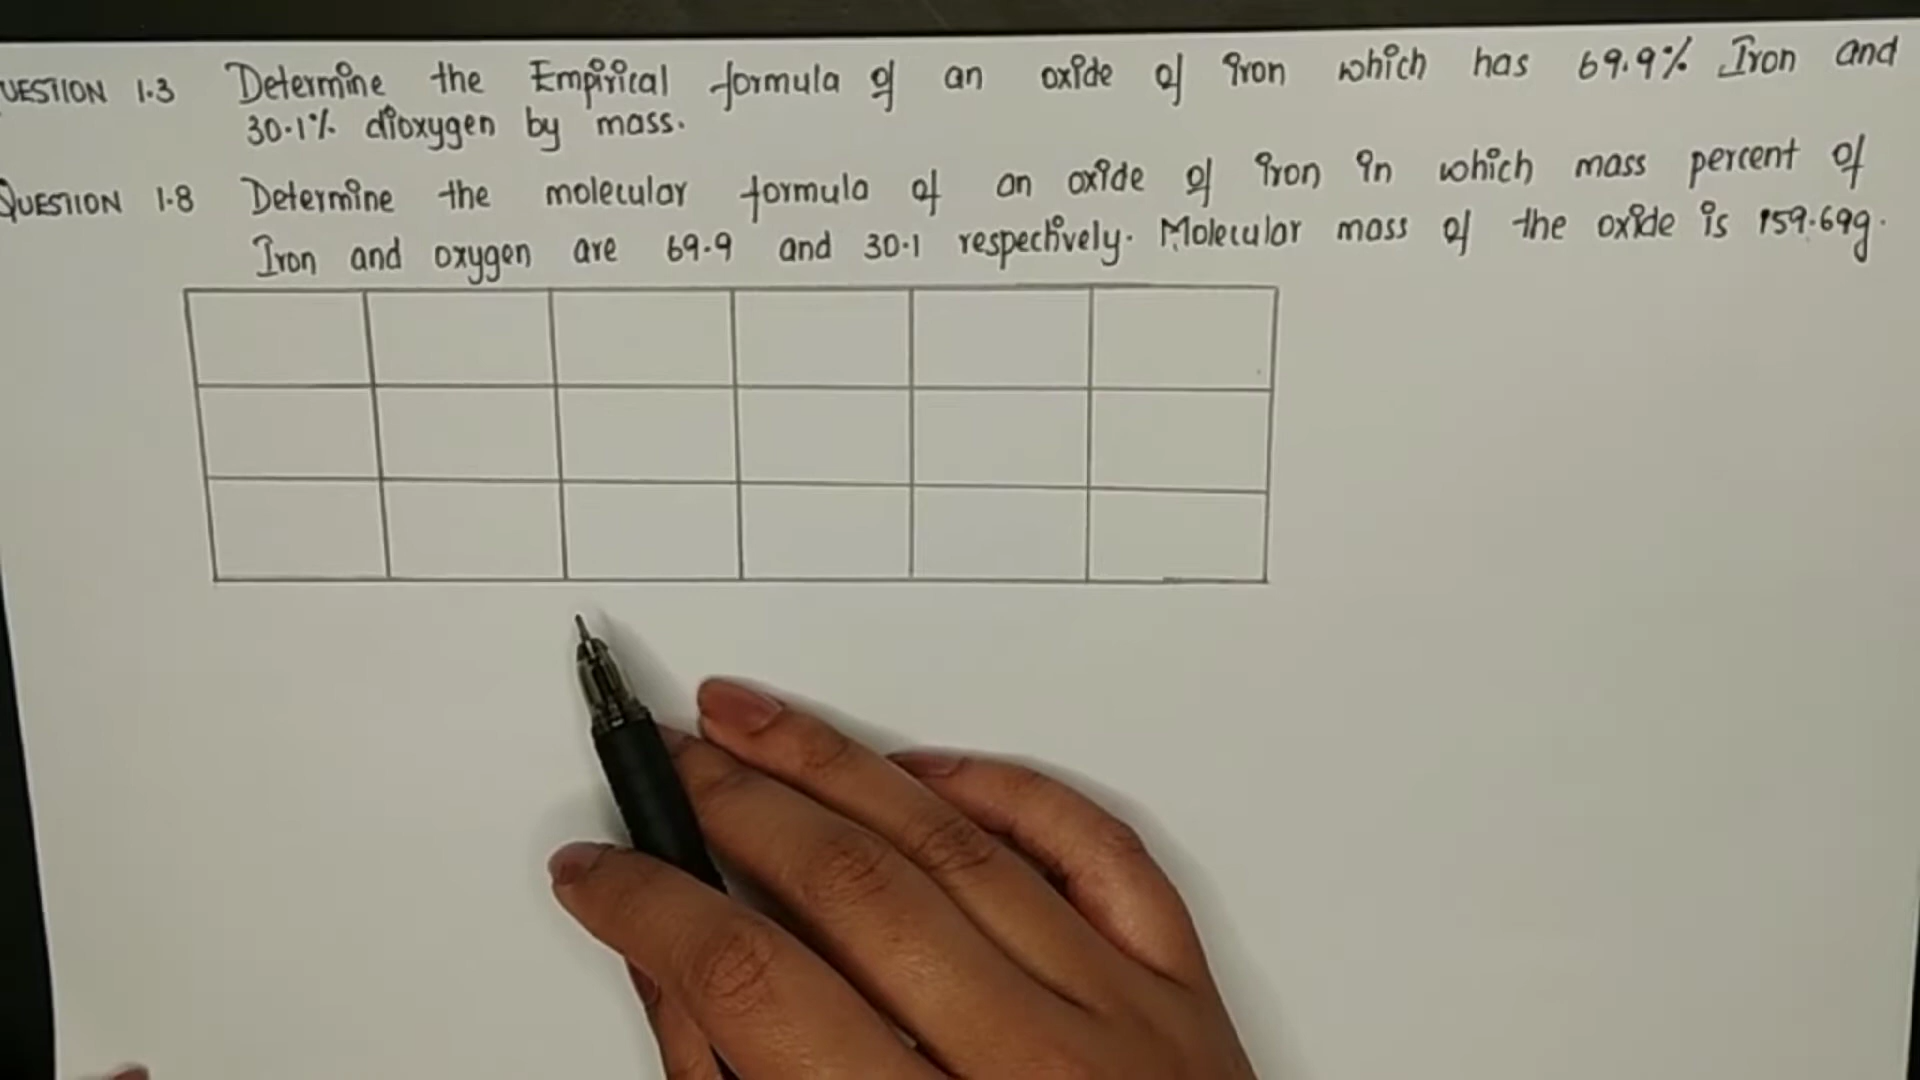 UESTION 1.3 Determine the Empirical formula of an oxide of iron which has 69.9% Iron and
30.1% dioxygen by mass.
QUESTION 1.8 Determine the molecular formula of an oxide of iron in which mass percent of
Iron and oxygen are 69.9 and 30.1 respectively. Molecular mass of the oxide is 159.69g.